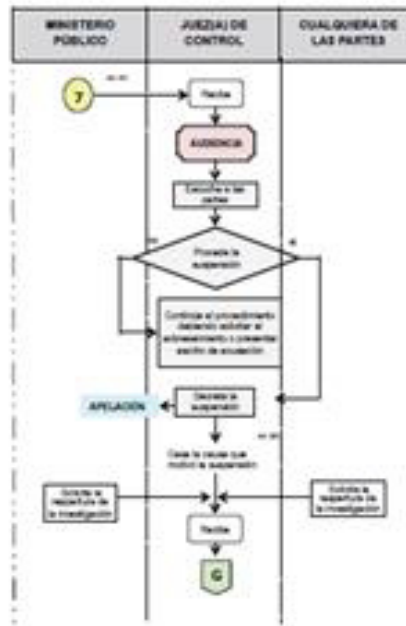 MINISTERIO
PÚBLICO
JUEZ(A) DE
CONTROL
CUALQUIERA DE
LAS PARTES
7
Recibe
AUDIENCIA
Escucha a las
partes
Procede la
suspensión
Continúa el procedimiento
debiendo solicitar el
sobreseimiento o presentar
escrito de acusación
APELACIÓN
Decreta la
suspensión
Cesa la causa que
motivó la suspensión
Solicita la
reapertura de
la investigación
Solicita la
reapertura de
la investigación
Recibe
G